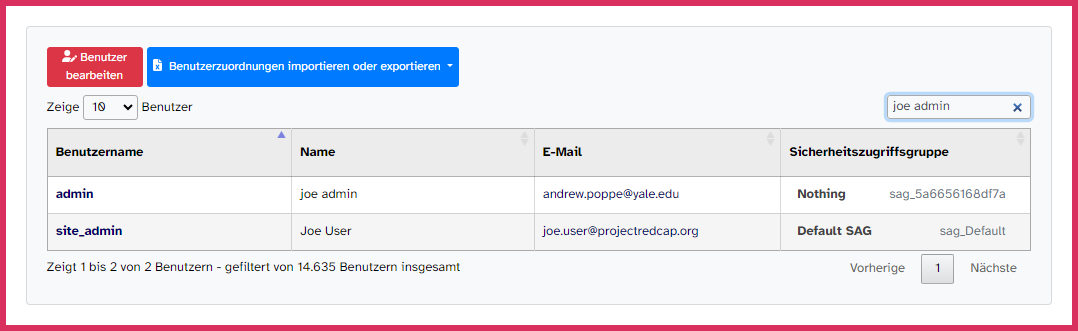 Benutzer
bearbeiten
Benutzerzuordnungen importieren oder exportieren
Zeige 10 Benutzer
joe admin
Benutzername Name E-Mail Sicherheitszugriffsgruppe
admin joe admin andrew.poppe@yale.edu Nothing sag_5a6656168df7a
site_admin Joe User joe.user@projectredcap.org Default SAG sag_Default
Zeigt 1 bis 2 von 2 Benutzern - gefiltert von 14.635 Benutzern insgesamt
Vorherige 1 Nächste